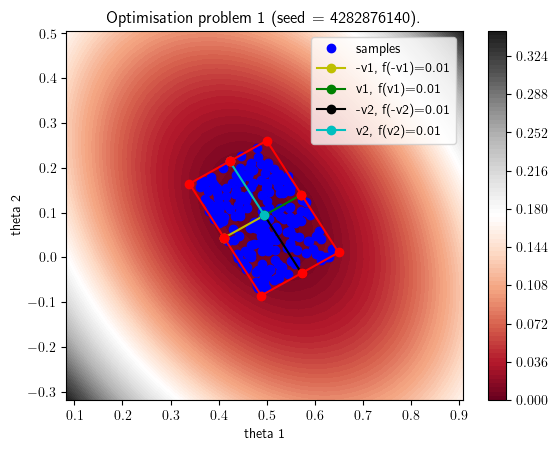 Optimisation problem 1 (seed = 4282876140).
samples
-v1, f(-v1)=0.01
v1, f(v1)=0.01
-v2, f(-v2)=0.01
v2, f(v2)=0.01
theta 2
0.5
0.4
0.3
0.2
0.1
0.0
−0.1
−0.2
−0.3
0.1 0.2 0.3 0.4 0.5 0.6 0.7 0.8 0.9
theta 1
0.324
0.288
0.252
0.216
0.180
0.144
0.108
0.072
0.036
0.000